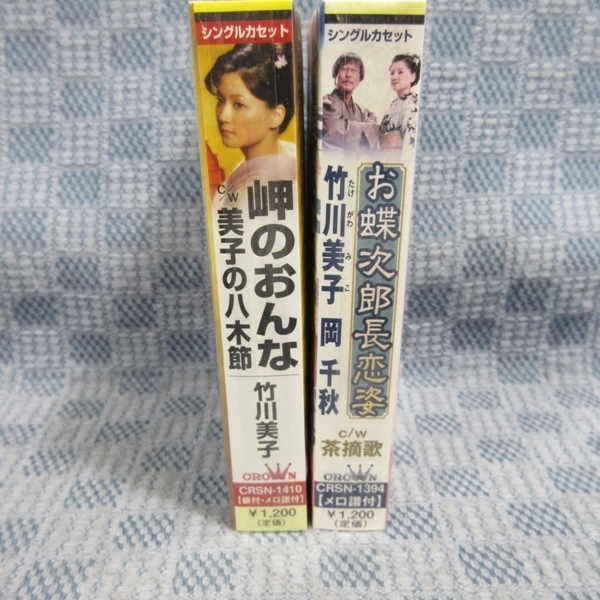 シングルカセット
岬のおんな
c/w
美子の八木節
竹川美子
CROWN
CRSN-1410
【振付・メロ譜付】
￥1,200
（定価）
シングルカセット
お蝶次郎長恋姿
たけ がわ み こ
竹川美子 岡 千秋
c/w
茶摘歌
CROWN
CRSN-1394
【メロ譜付】
￥1,200
（定価）